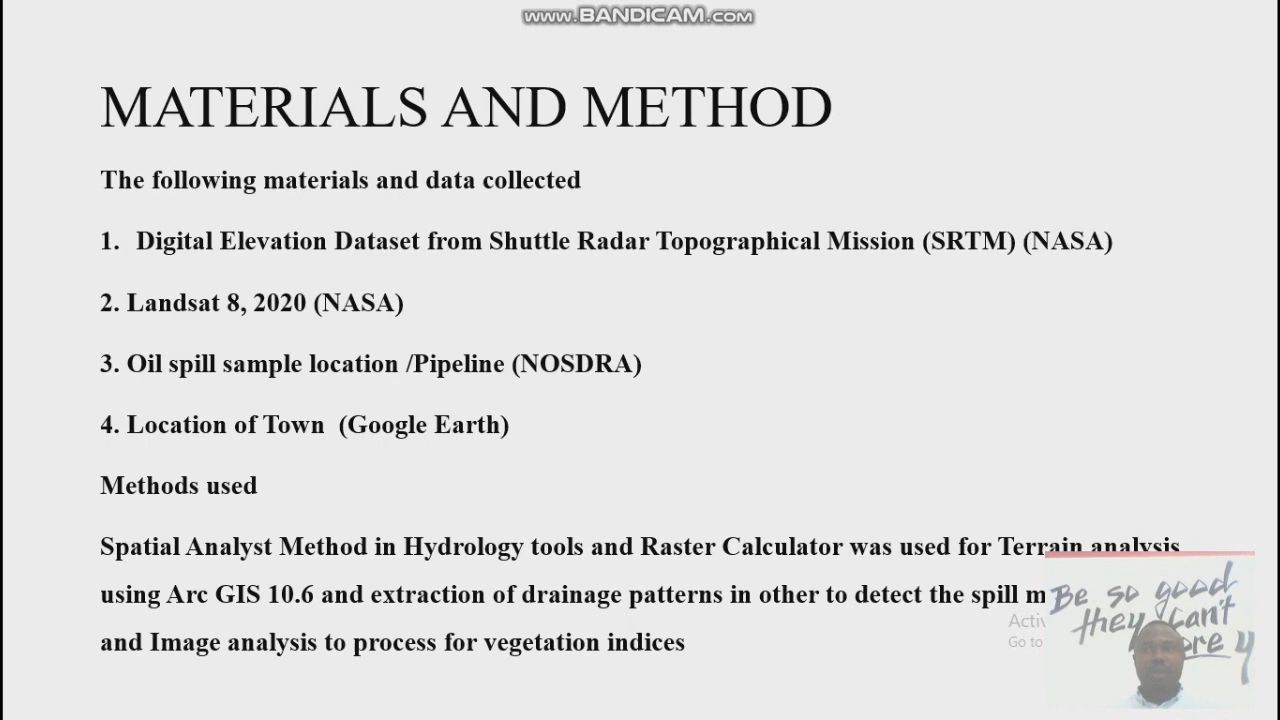 www.BANDICAM.com
MATERIALS AND METHOD
The following materials and data collected
1. Digital Elevation Dataset from Shuttle Radar Topographical Mission (SRTM) (NASA)
2. Landsat 8, 2020 (NASA)
3. Oil spill sample location /Pipeline (NOSDRA)
4. Location of Town (Google Earth)
Methods used
Spatial Analyst Method in Hydrology tools and Raster Calculator was used for Terrain analysis
using Arc GIS 10.6 and extraction of drainage patterns in other to detect the spill
and Image analysis to process for vegetation indices
Go to
Be so good
they can't